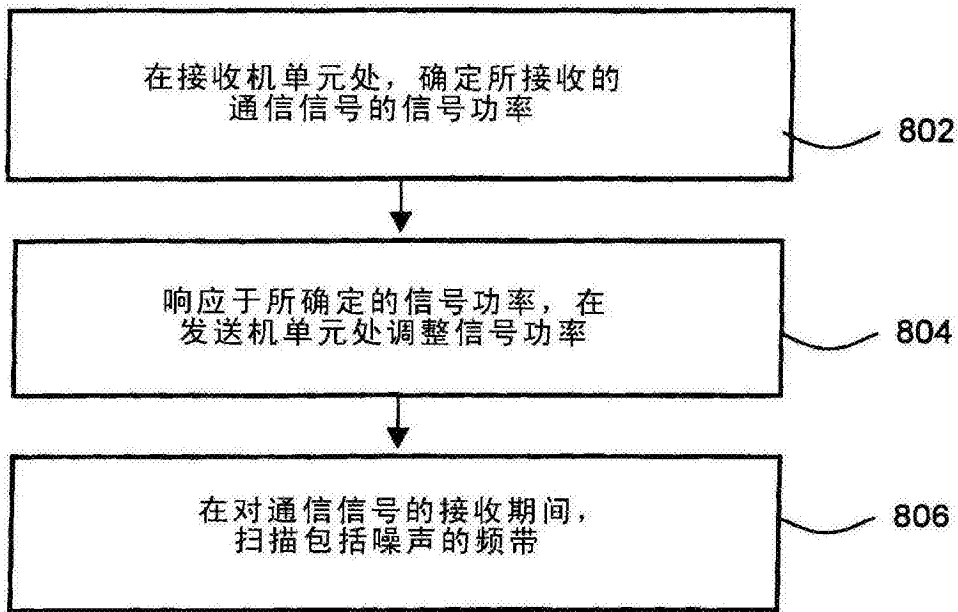 在接收机单元处，确定所接收的
通信信号的信号功率
802
响应于所确定的信号功率，在
发送机单元处调整信号功率
804
在对通信信号的接收期间，
扫描包括噪声的频带
806